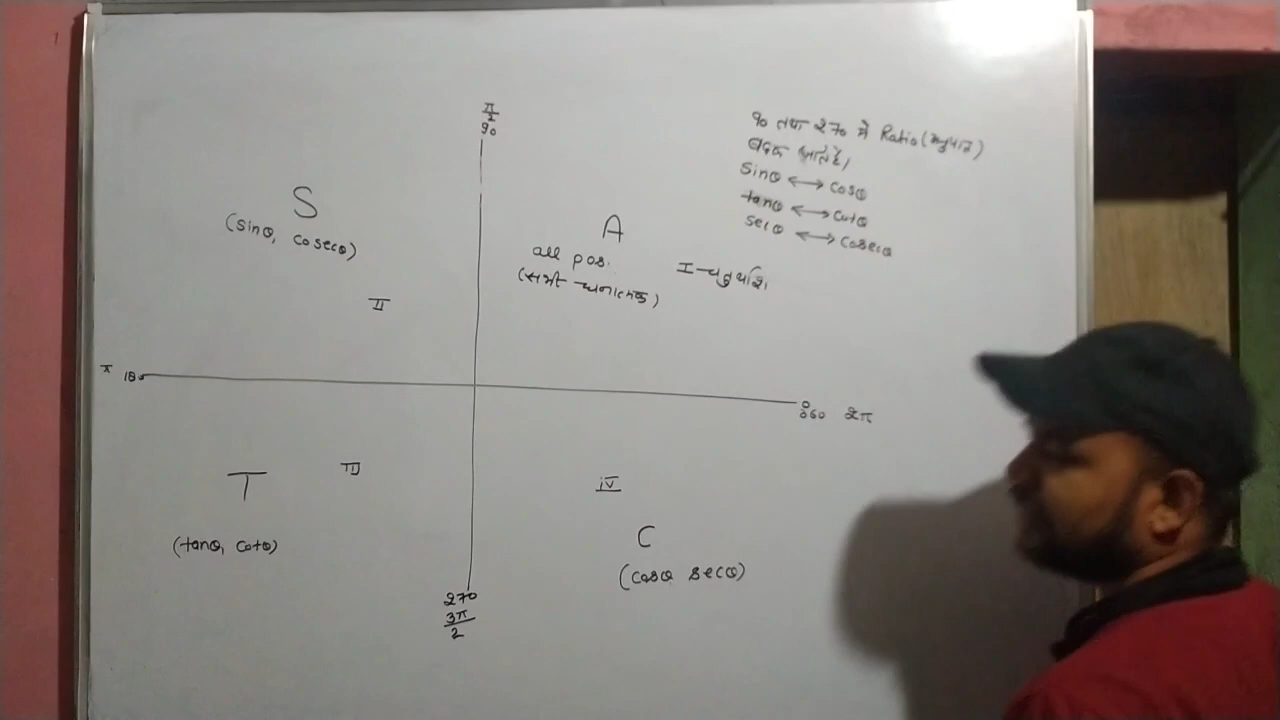 π/2
90
90 तथा 270 में Ratio (अनुपात)
बदल जाते है।
sinθ ⟷ cosθ
tanθ ⟷ cotθ
secθ ⟷ cosecθ
S
(sinθ, cosecθ)
II
A
all pos.
(सभी धनात्मक)
I-चतुर्थांश
π 180
0
360 2π
T
III
(tanθ, cotθ)
IV
C
(cosθ, secθ)
270
3π/2